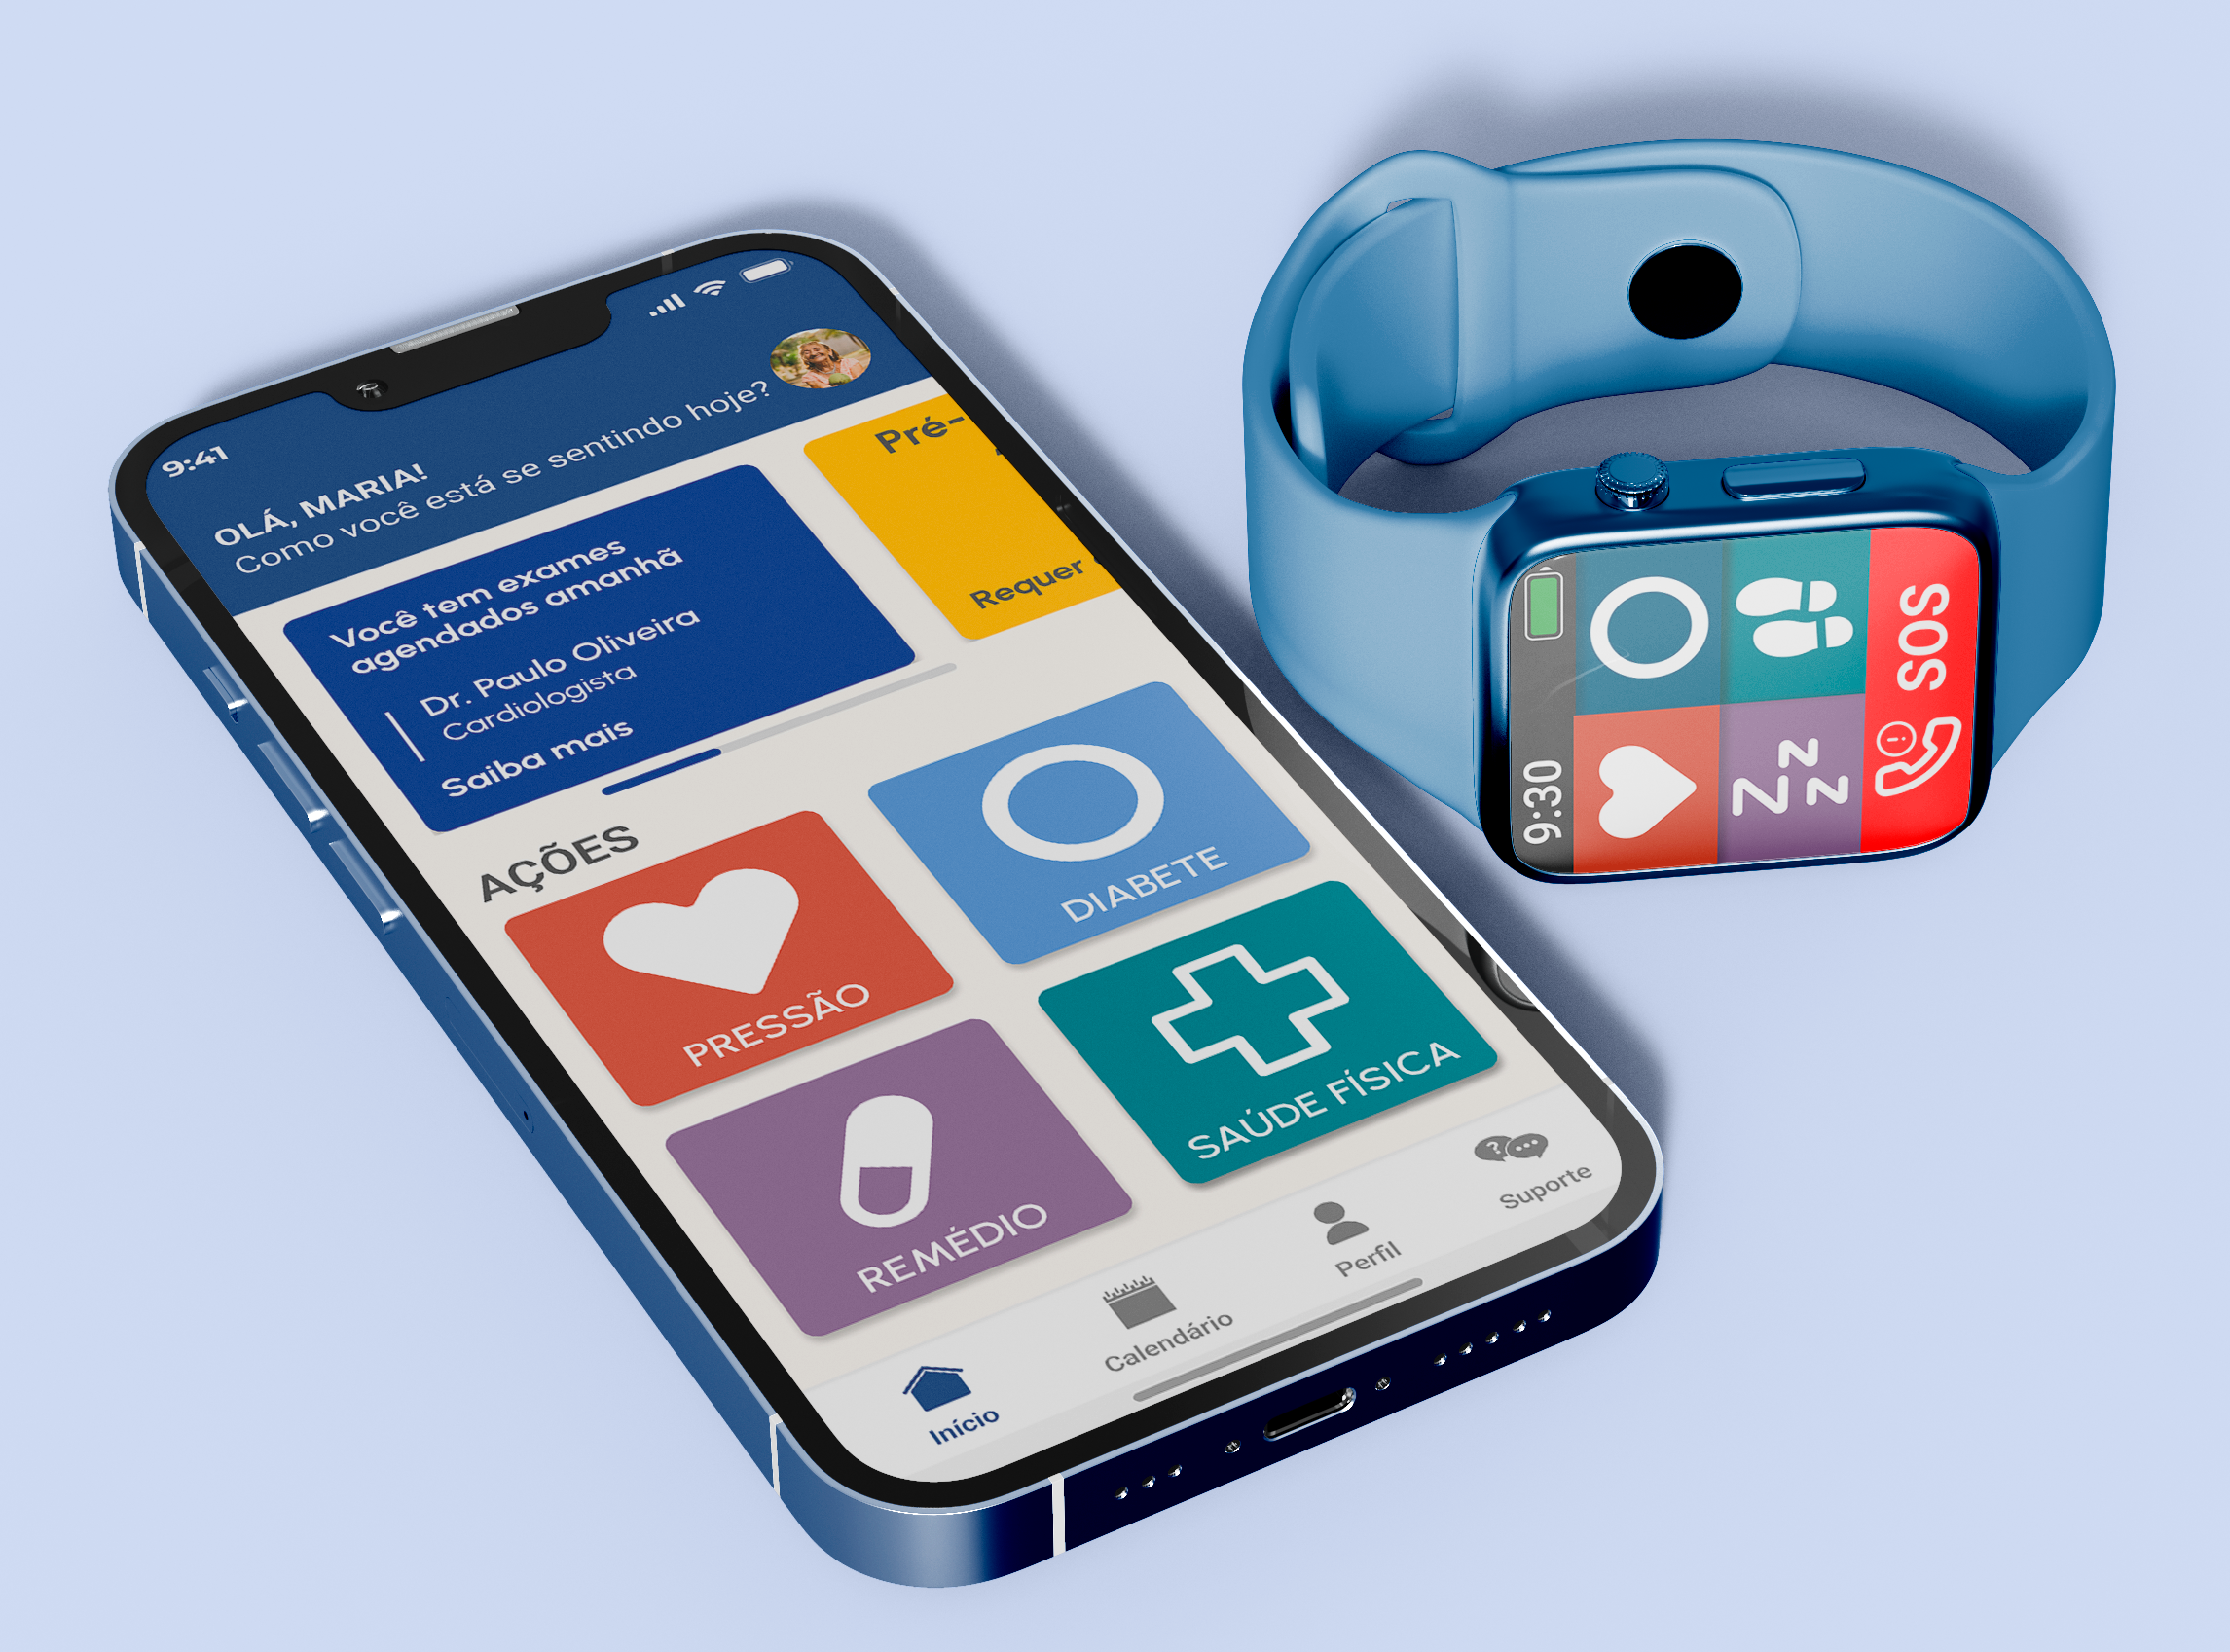 9:41
OLÁ, MARIA!
Como você está se sentindo hoje?
Você tem exames
agendados amanhã
Dr. Paulo Oliveira
Cardiologista
Saiba mais
Pré-
Requer
AÇÕES
PRESSÃO
DIABETE
REMÉDIO
SAÚDE FÍSICA
Início
Calendário
Perfil
Suporte
9:30
ZZZ
SOS